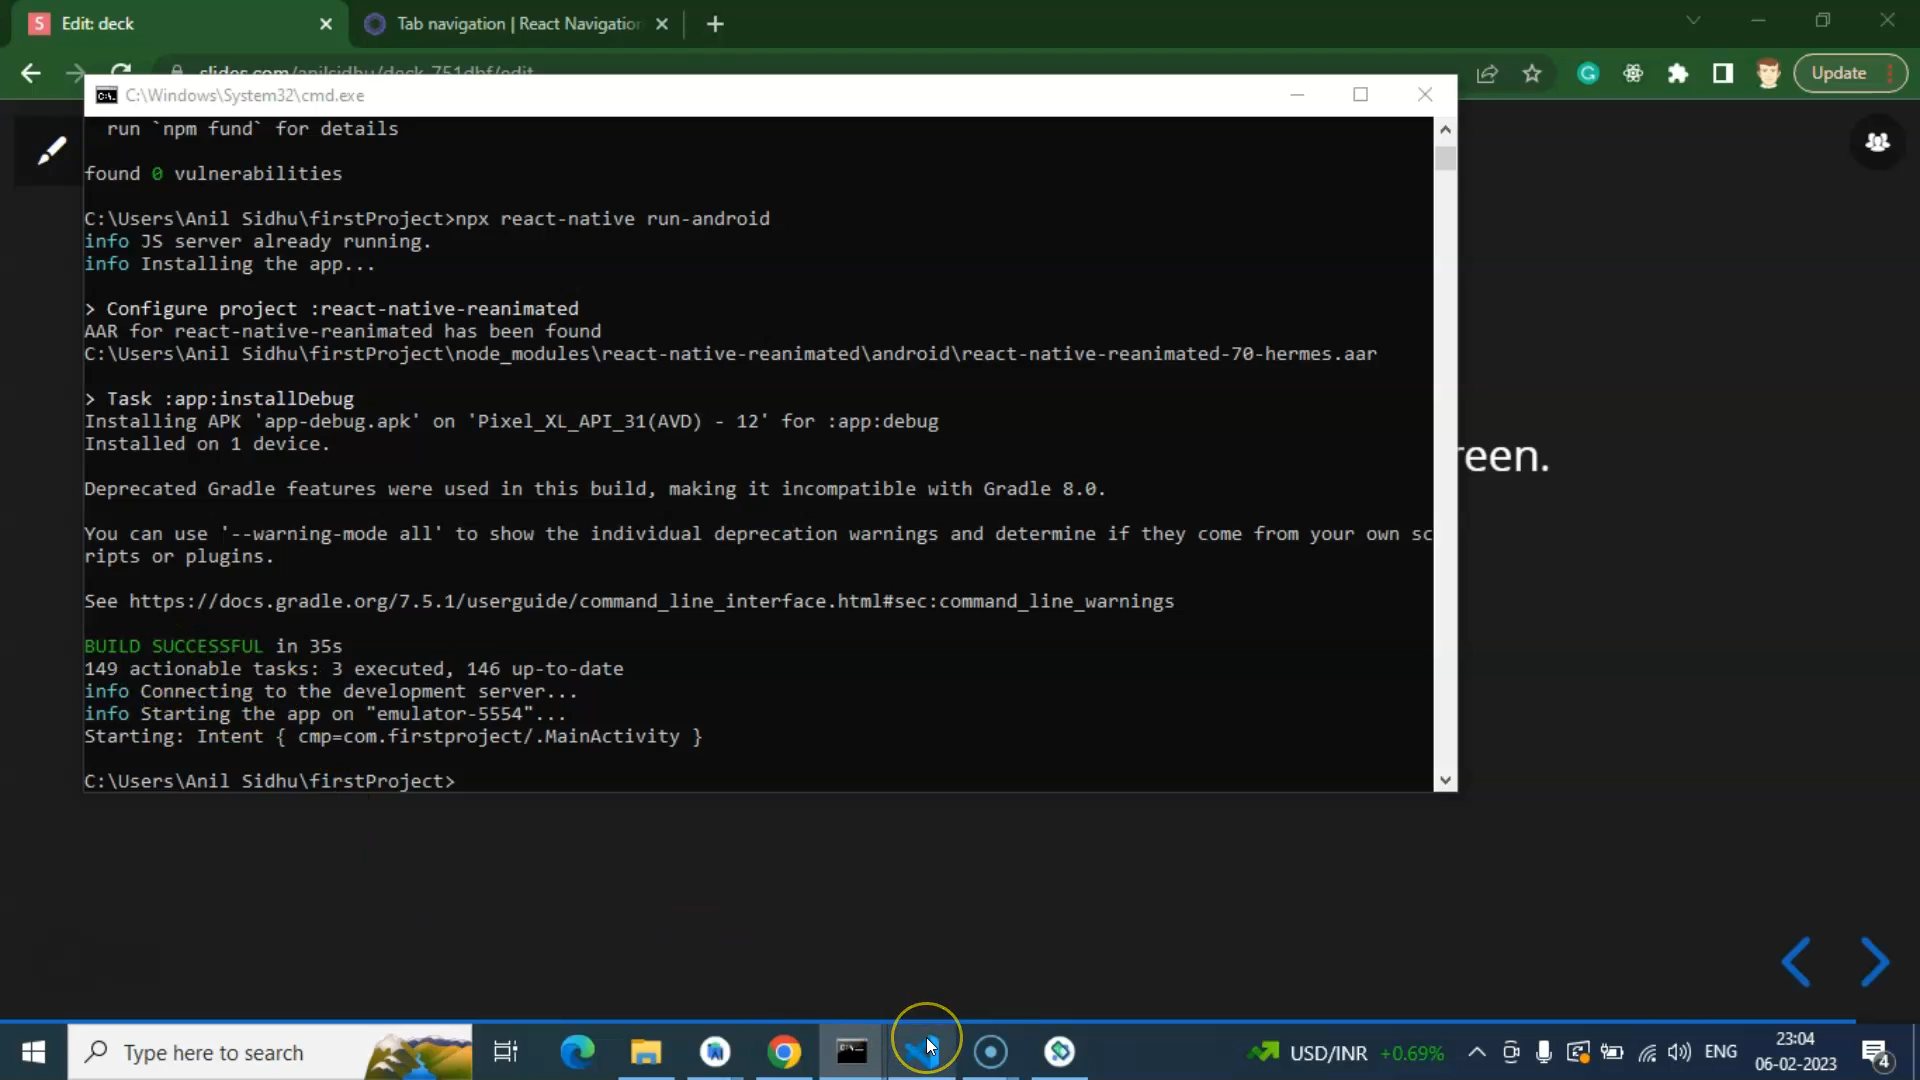 Edit: deck
Tab navigation | React Navigation
slides.com/anilsidhu/deck-751dbf/edit
Update
C:\Windows\System32\cmd.exe
run `npm fund` for details
found 0 vulnerabilities
C:\Users\Anil Sidhu\firstProject>npx react-native run-android
info JS server already running.
info Installing the app...
> Configure project :react-native-reanimated
AAR for react-native-reanimated has been found
C:\Users\Anil Sidhu\firstProject\node_modules\react-native-reanimated\android\react-native-reanimated-70-hermes.aar
> Task :app:installDebug
Installing APK 'app-debug.apk' on 'Pixel_XL_API_31(AVD) - 12' for :app:debug
Installed on 1 device.
reen.
Deprecated Gradle features were used in this build, making it incompatible with Gradle 8.0.
You can use '--warning-mode all' to show the individual deprecation warnings and determine if they come from your own sc
ripts or plugins.
See https://docs.gradle.org/7.5.1/userguide/command_line_interface.html#sec:command_line_warnings
BUILD SUCCESSFUL in 35s
149 actionable tasks: 3 executed, 146 up-to-date
info Connecting to the development server...
info Starting the app on "emulator-5554"...
Starting: Intent { cmp=com.firstproject/.MainActivity }
C:\Users\Anil Sidhu\firstProject>
Type here to search
USD/INR +0.69%
ENG
23:04
06-02-2023
4